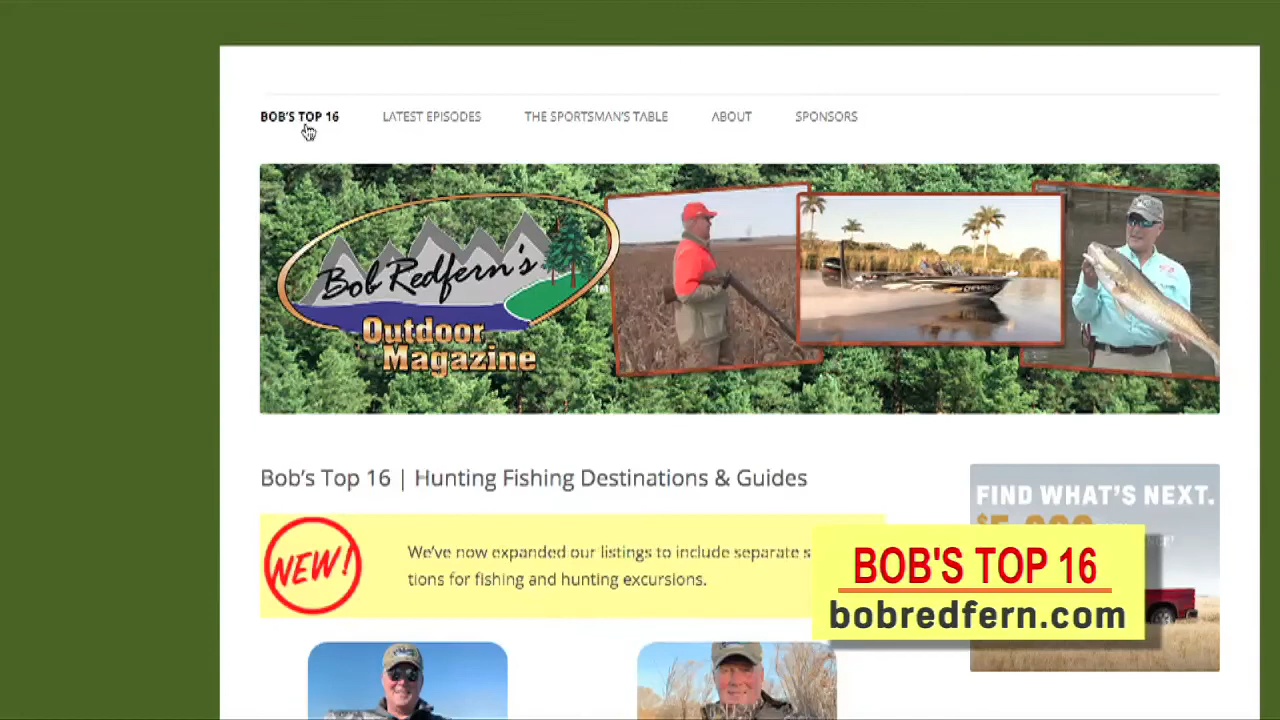 BOB'S TOP 16 LATEST EPISODES THE SPORTSMAN'S TABLE ABOUT SPONSORS
Bob Redfern's
Outdoor
Magazine
Bob's Top 16 | Hunting Fishing Destinations & Guides
FIND WHAT'S NEXT.
NEW!
We've now expanded our listings to include separate s
tions for fishing and hunting excursions.
BOB'S TOP 16
bobredfern.com